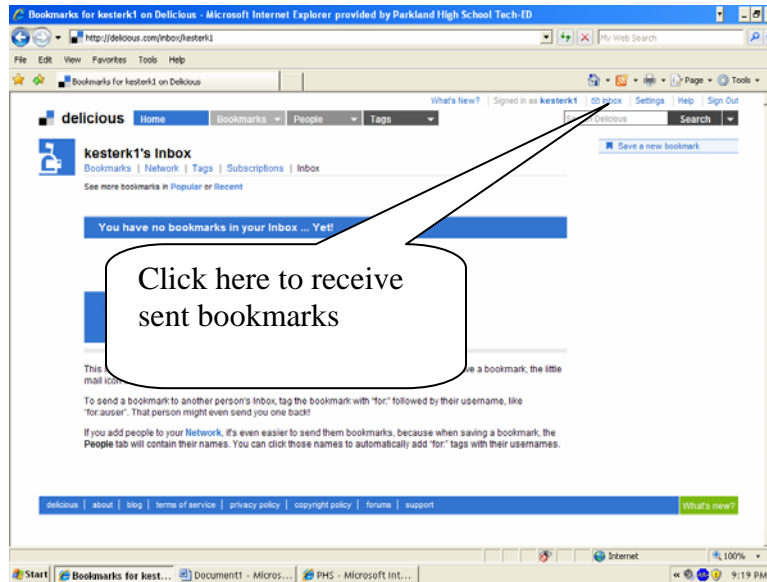 Bookmarks for kesterk1 on Delicious - Microsoft Internet Explorer provided by Parkland High School Tech-ED
http://delicious.com/inbox/kesterk1
My Web Search
File Edit View Favorites Tools Help
Bookmarks for kesterk1 on Delicious
Page Tools
What's New? Signed in as kesterk1 Inbox Settings Help Sign Out
delicious Home Bookmarks People Tags Delicious Search
kesterk1's Inbox
Save a new bookmark
Bookmarks | Network | Tags | Subscriptions | Inbox
See more bookmarks in Popular or Recent
You have no bookmarks in your Inbox ... Yet!
Click here to receive
sent bookmarks
This
ve a bookmark, the little
mail icon
To send a bookmark to another person's Inbox, tag the bookmark with "for:" followed by their username, like
"for:auser". That person might even send you one back!
If you add people to your Network, it's even easier to send them bookmarks, because when saving a bookmark, the
People tab will contain their names. You can click those names to automatically add "for:" tags with their usernames.
delicious | about | blog | terms of service | privacy policy | copyright policy | forums | support
What's new?
Internet 100%
Start Bookmarks for kest... Document1 - Micros... PHS - Microsoft Int... 9:19 PM